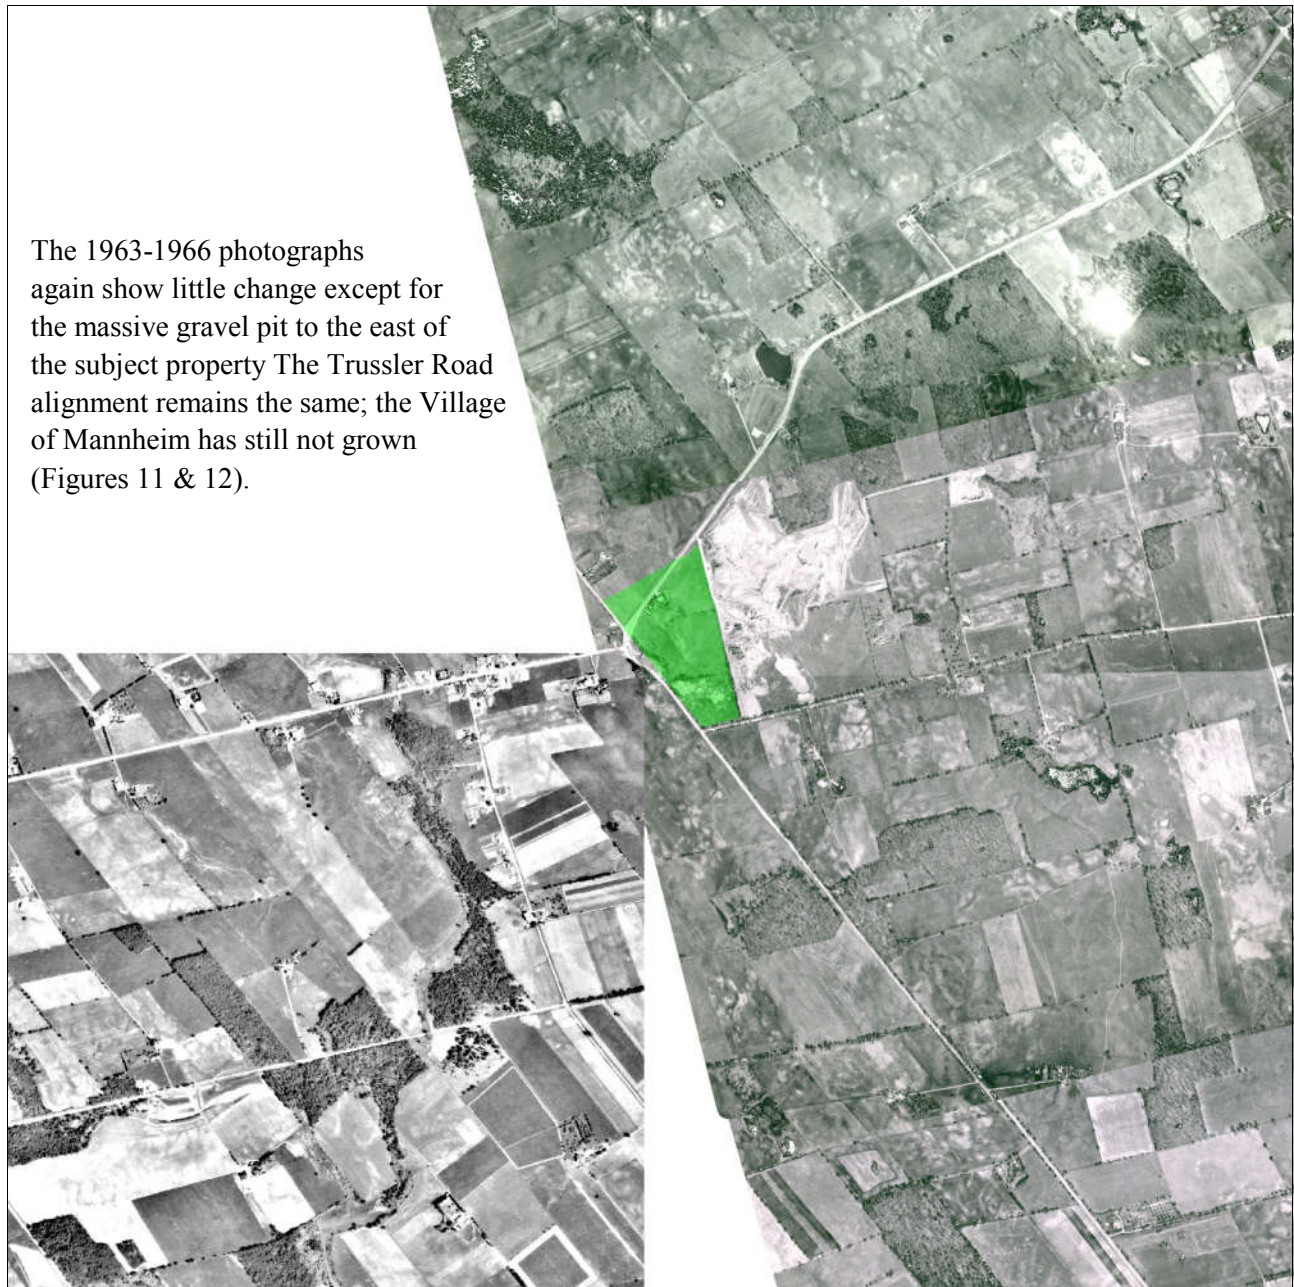 The 1963-1966 photographs
again show little change except for
the massive gravel pit to the east of
the subject property The Trussler Road
alignment remains the same; the Village
of Mannheim has still not grown
(Figures 11 & 12).